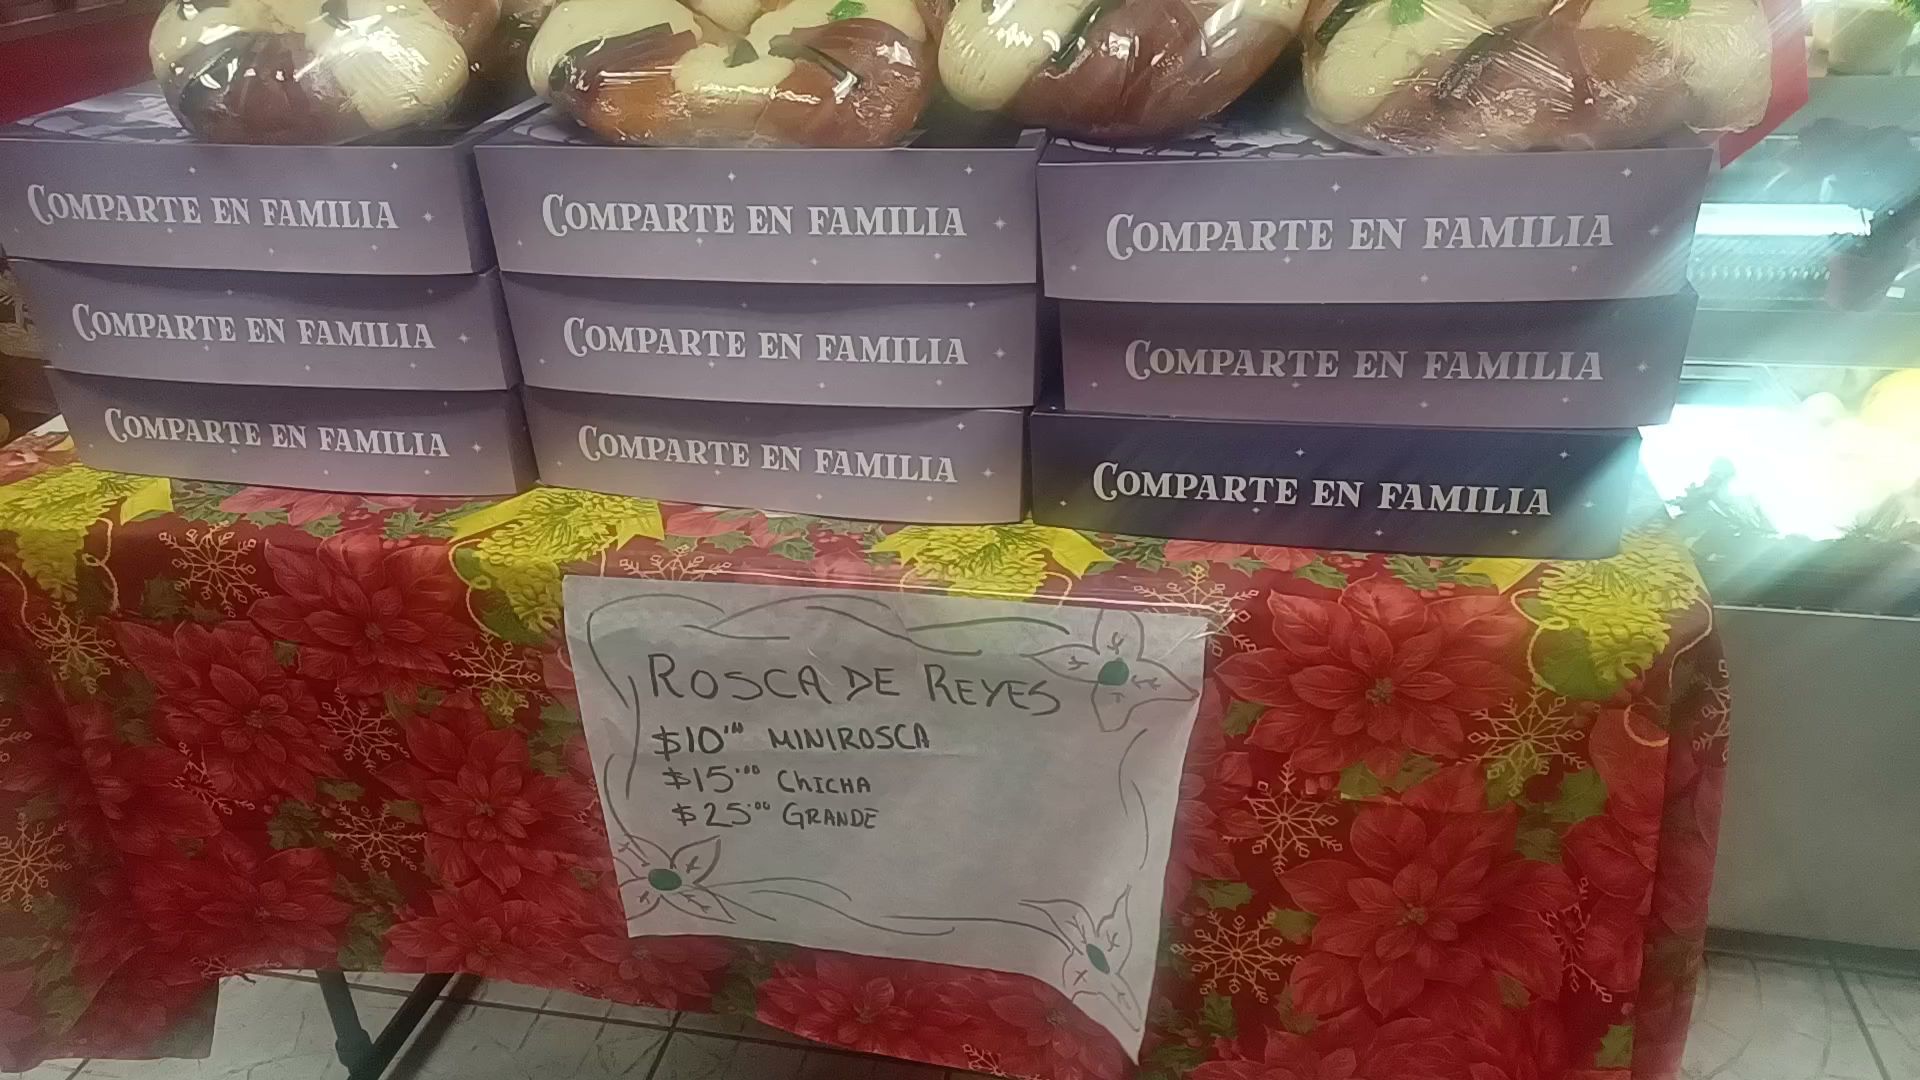 COMPARTE EN FAMILIA
COMPARTE EN FAMILIA
COMPARTE EN FAMILIA
COMPARTE EN FAMILIA
COMPARTE EN FAMILIA
COMPARTE EN FAMILIA
COMPARTE EN FAMILIA
COMPARTE EN FAMILIA
COMPARTE EN FAMILIA
ROSCA DE REYES
$10.00 MINIROSCA
$15.00 CHICHA
$25.00 GRANDE